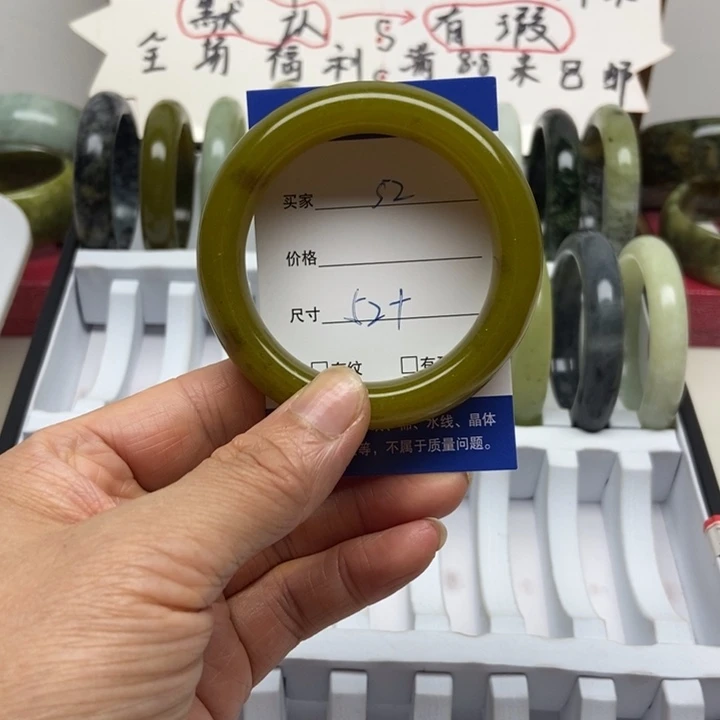 默认→有瑕
全场福利满88来8邮
买家 52
价格
尺寸 52+
□有纹 □有
水线、晶体
等，不属于质量问题。